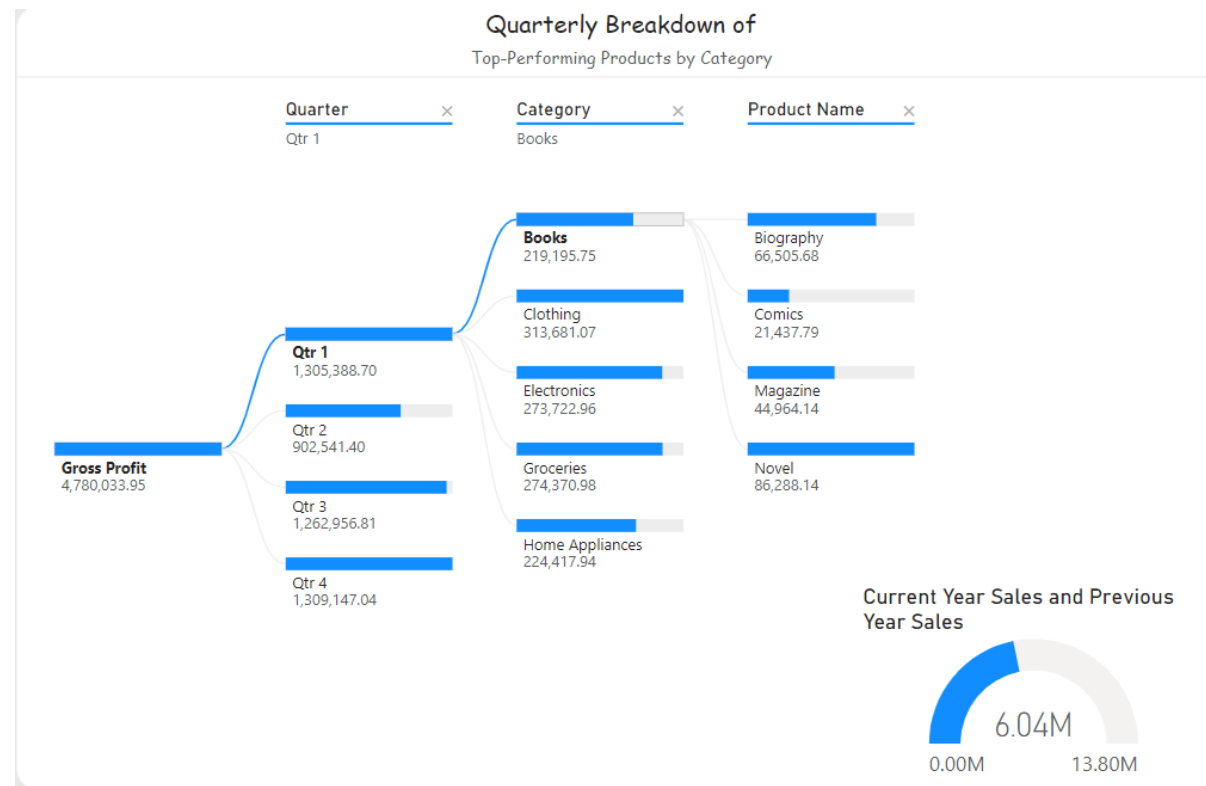 Quarterly Breakdown of
Top-Performing Products by Category
Quarter ×
Qtr 1
Category ×
Books
Product Name ×
Gross Profit
4,780,033.95
Qtr 1
1,305,388.70
Qtr 2
902,541.40
Qtr 3
1,262,956.81
Qtr 4
1,309,147.04
Books
219,195.75
Clothing
313,681.07
Electronics
273,722.96
Groceries
274,370.98
Home Appliances
224,417.94
Biography
66,505.68
Comics
21,437.79
Magazine
44,964.14
Novel
86,288.14
Current Year Sales and Previous
Year Sales
6.04M
0.00M
13.80M